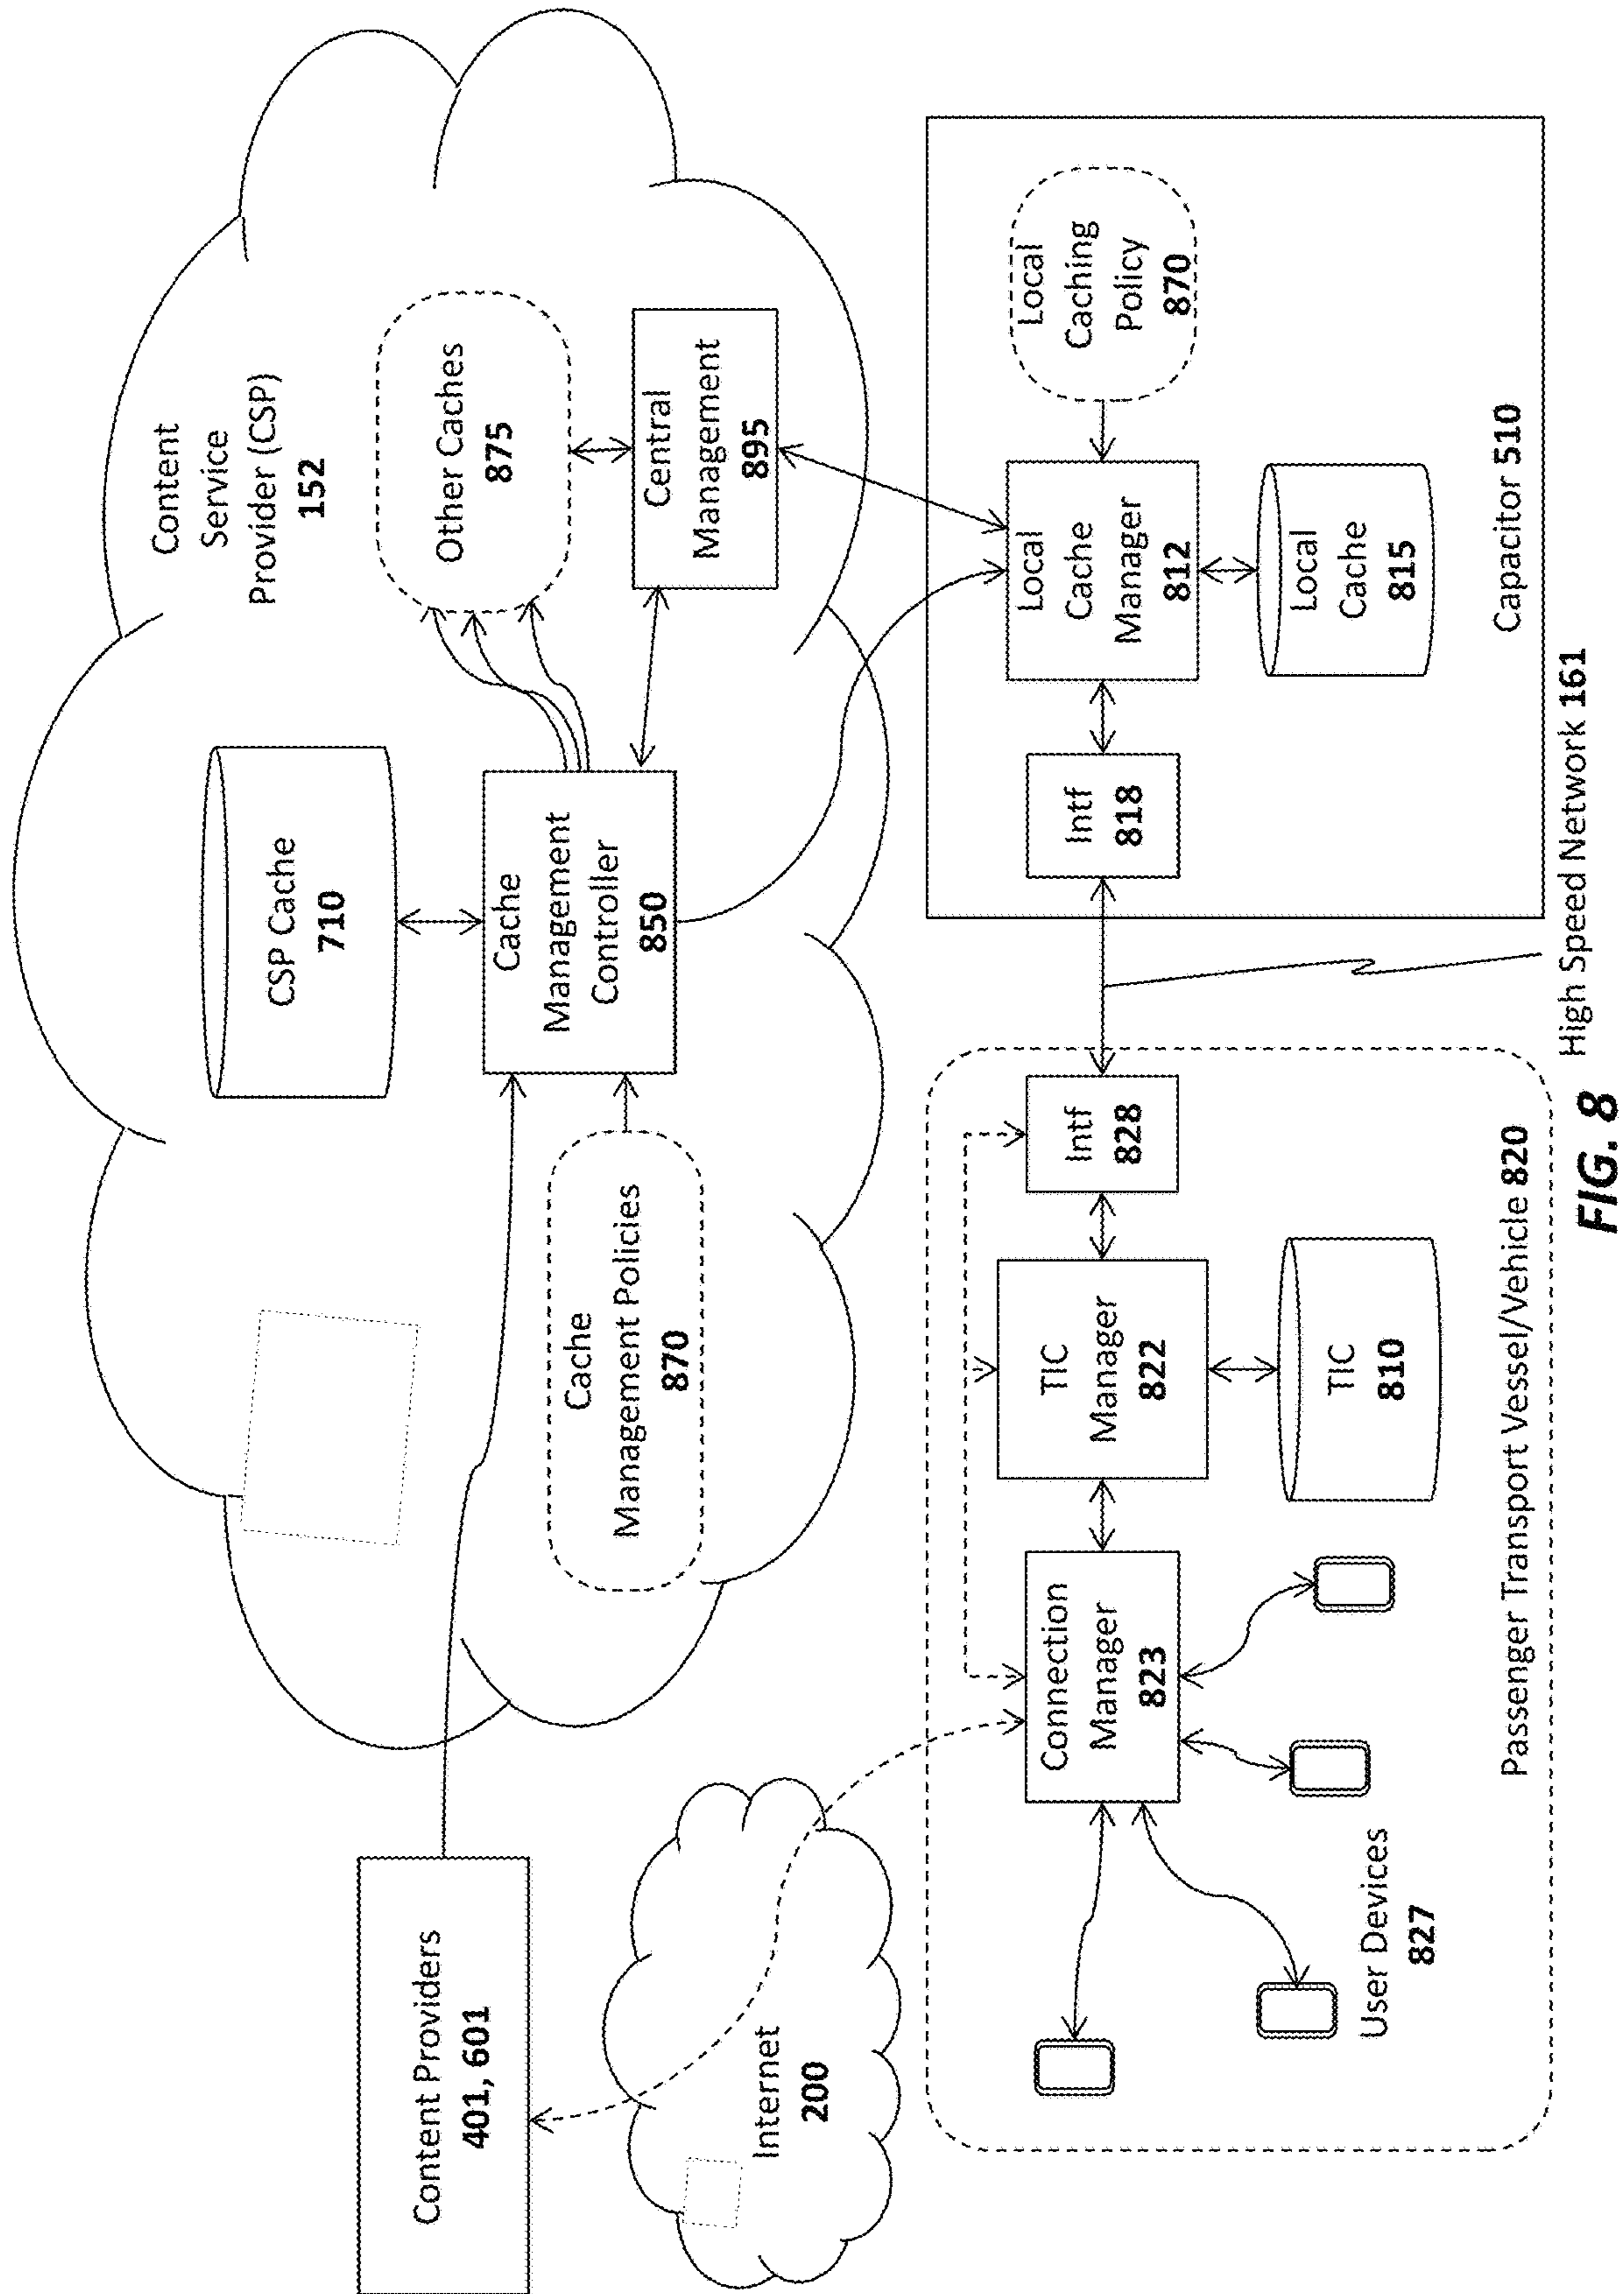 Content Providers
401, 601
Internet
200
Content
Service
Provider (CSP)
152
CSP Cache
710
Other Caches
875
Cache
Management
Controller
850
Central
Management
895
Cache
Management Policies
870
Connection
Manager
823
TIC
Manager
822
Intf
828
TIC
810
User Devices
827
Passenger Transport Vessel/Vehicle 820
Intf
818
Local
Cache
Manager
812
Local
Caching
Policy
870
Local
Cache
815
Capacitor 510
High Speed Network 161
FIG. 8